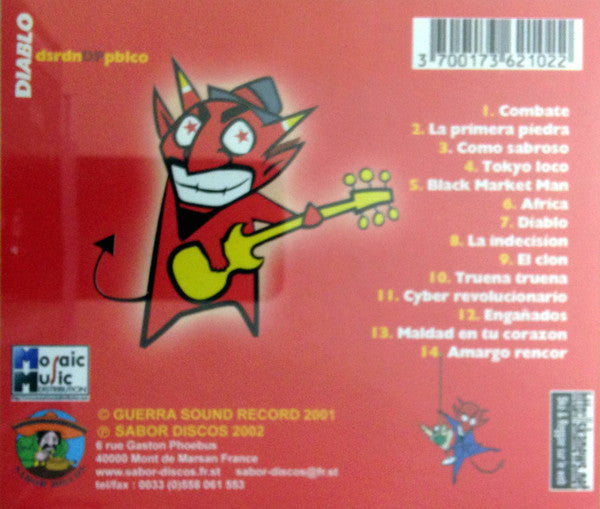 DIABLO
dsrdnDPpblco
3 700173 621022
1. Combate
2. La primera piedra
3. Como sabroso
4. Tokyo loco
5. Black Market Man
6. Africa
7. Diablo
8. La indecision
9. El clon
10. Truena truena
11. Cyber revolucionario
12. Engañados
13. Maldad en tu corazon
14. Amargo rencor
Mosaic
Music
DISTRIBUTION
© GUERRA SOUND RECORD 2001
℗ SABOR DISCOS 2002
6 rue Gaston Phoebus
40000 Mont de Marsan France
www.sabor-discos.fr.st sabor-discos@fr.st
tel/fax : 0033 (0)558 061 553